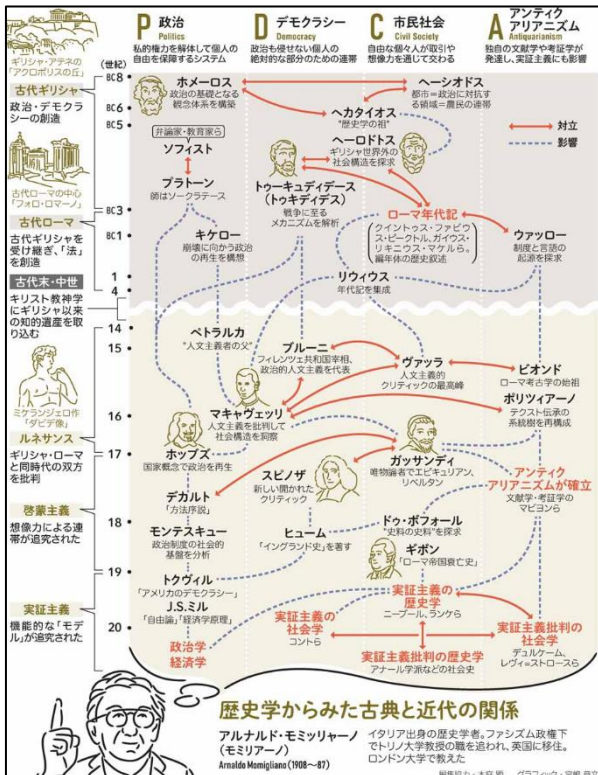 P 政治 Politics
私的権力を解体して個人の
自由を保障するシステム
D デモクラシー Democracy
政治も侵せない個人の
絶対的な部分のための連帯
C 市民社会 Civil Society
自由な個人が取引や
想像力を通じて交わる
A アンティク
アリアニズム
Antiquarianism
独自の文献学や考証学が
発達し、実証主義にも影響
ギリシャ・アテネの
「アクロポリスの丘」
古代ギリシャ
政治・デモクラ
シーの創造
古代ローマの中心
「フォロ・ロマーノ」
古代ローマ
古代ギリシャを
受け継ぎ、「法」
を創造
古代末・中世
キリスト教神学
にギリシャ以来
の知的遺産を取
り込む
ミケランジェロ作
「ダビデ像」
ルネサンス
ギリシャ・ローマ
と同時代の双方
を批判
啓蒙主義
想像力による連
帯が追究された
実証主義
機能的な「モデ
ル」が追究された
(世紀)
BC8
BC6
BC5
BC3
BC1
1
4
14
15
16
17
18
19
20
対立
影響
ホメーロス
政治の基礎となる
観念体系を構築
ヘーシオドス
都市=政治に対抗す
る領域=農民の連帯
ヘカタイオス
"歴史学の祖"
弁論家・教育家ら
ソフィスト
ヘーロドトス
ギリシャ世界外の
社会構造を探求
プラトーン
師はソークラテース
トゥーキュディデース
(トゥキディデス)
戦争に至る
メカニズムを解析
ローマ年代記
クイントゥス・ファビウ
ス・ピークトル、ガイウス・
リキニウス・マケルら。
編年体の歴史叙述
キケロー
崩壊に向かう政治
の再生を構想
ウァッロー
制度と言語の
起源を探求
リウィウス
年代記を集成
ペトラルカ
"人文主義者の父"
ブルーニ
フィレンツェ共和国宰相、
政治的人文主義を代表
ヴァッラ
人文主義的
クリティックの最高峰
ビオンド
ローマ考古学の始祖
マキャヴェッリ
人文主義を批判して
社会構造を洞察
ポリツィアーノ
テクスト伝承の
系統樹を再構成
ホッブズ
国家概念で政治を再生
ガッサンディ
唯物論者でエピキュリアン、
リベルタン
スピノザ
新しい開かれた
クリティック
デカルト
「方法序説」
アンティク
アリアニズムが確立
文献学・考証学の
マビヨンら
モンテスキュー
政治制度の社会的
基盤を分析
ヒューム
「イングランド史」を著す
ドゥ・ボフォール
"史料の史料"を探求
ギボン
「ローマ帝国衰亡史」
トクヴィル
「アメリカのデモクラシー」
J.S.ミル
「自由論」「経済学原理」
政治学
経済学
実証主義の
社会学
コントら
実証主義の
歴史学
ニーブール、ランケら
実証主義批判の歴史学
アナール学派などの社会史
実証主義批判の
社会学
デュルケーム、
レヴィ=ストロースら
歴史学からみた古典と近代の関係
アルナルド・モミッリャーノ
(モミリアーノ)
Arnaldo Momigliano (1908〜87)
イタリア出身の歴史学者。ファシズム政権下
でトリノ大学教授の職を追われ、英国に移住。
ロンドン大学で教えた